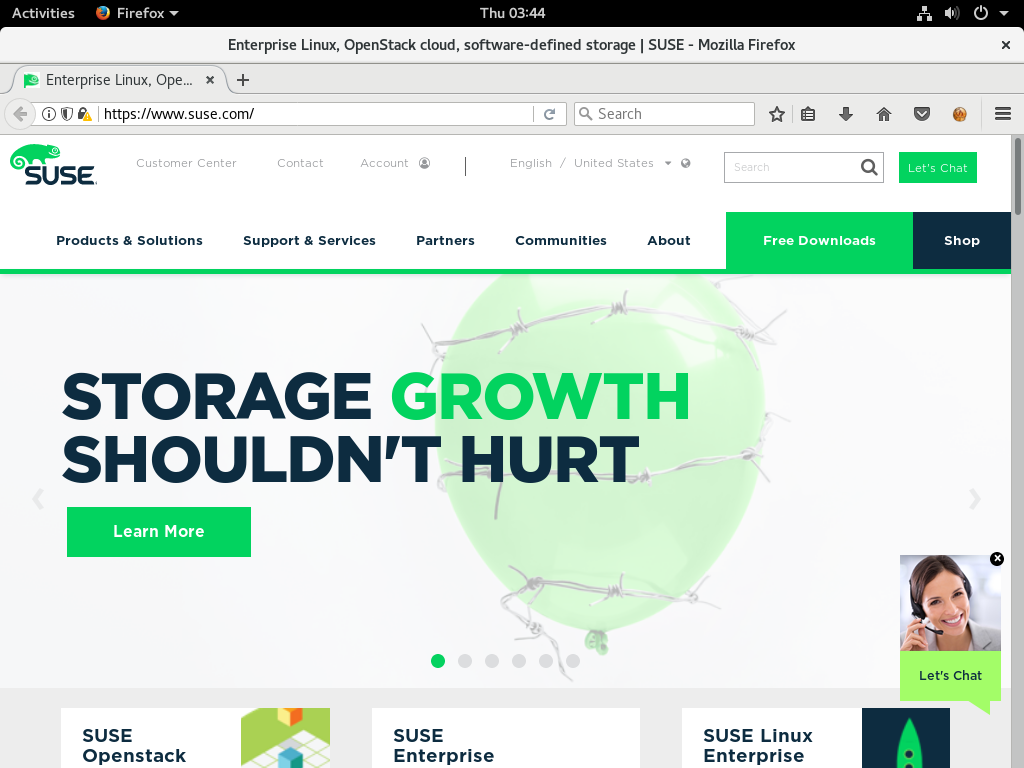 Activities Firefox Thu 03:44
Enterprise Linux, OpenStack cloud, software-defined storage | SUSE - Mozilla Firefox
Enterprise Linux, Ope...
https://www.suse.com/ Search
SUSE
Customer Center Contact Account English / United States Search Let's Chat
Products & Solutions Support & Services Partners Communities About Free Downloads Shop
STORAGE GROWTH
SHOULDN'T HURT
Learn More
Let's Chat
SUSE
Openstack
SUSE
Enterprise
SUSE Linux
Enterprise